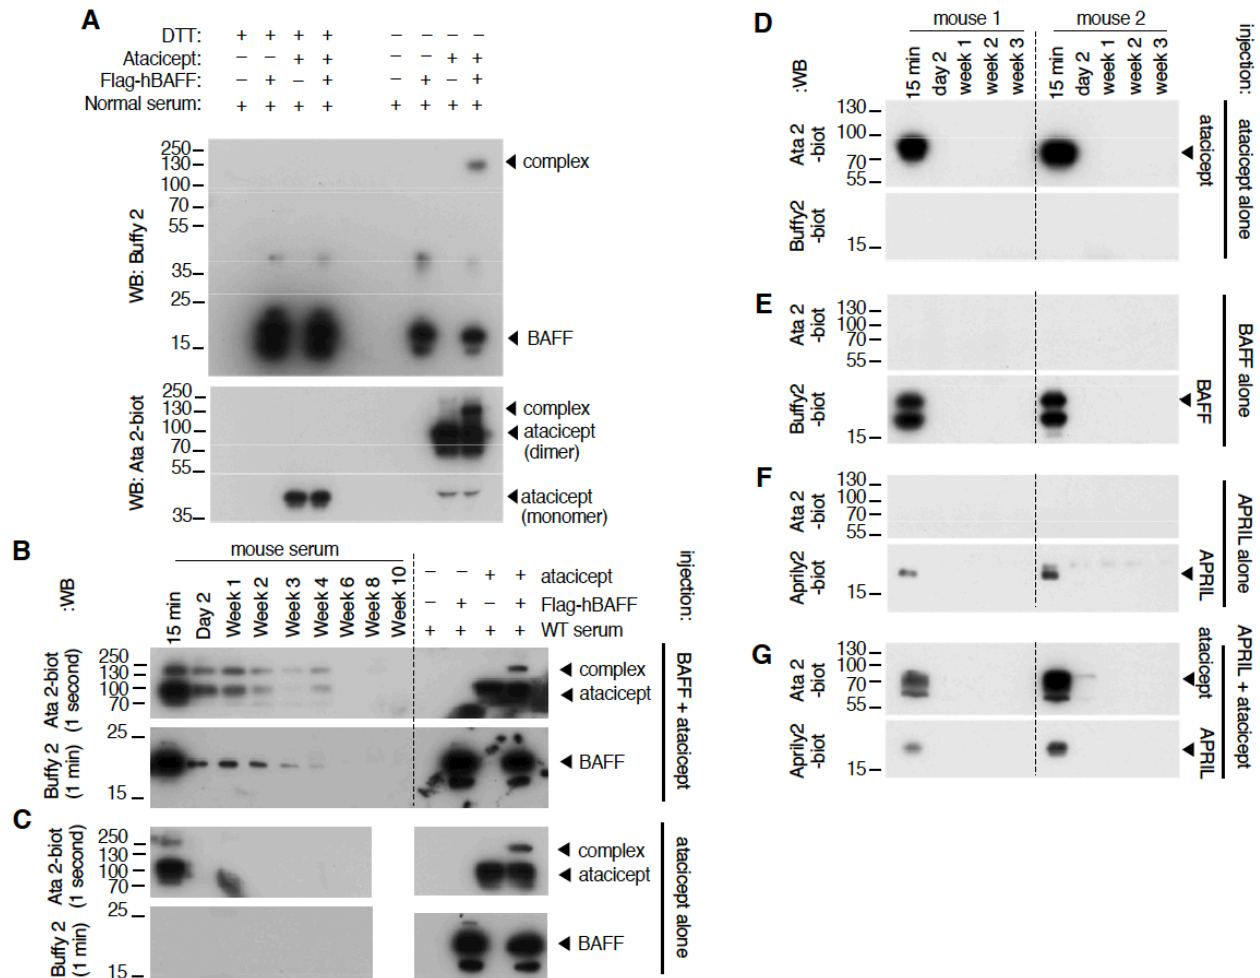 A
DTT: + + + + – – – –
Atacicept: – – + + – – + +
Flag-hBAFF: – + – + – + – +
Normal serum: + + + + + + + +
WB: Buffy 2
250
130
100
70
55
35
25
15
complex
BAFF
WB: Ata 2-biot
250
130
100
70
55
35
complex
atacicept
(dimer)
atacicept
(monomer)
B
mouse serum
:WB
15 min
Day 2
Week 1
Week 2
Week 3
Week 4
Week 6
Week 8
Week 10
– – + + atacicept
– + – + Flag-hBAFF
+ + + + WT serum
injection:
Ata 2-biot
(1 second)
250
130
100
70
complex
atacicept
Buffy 2
(1 min)
25
15
BAFF
BAFF + atacicept
C
Ata 2-biot
(1 second)
250
130
100
70
complex
atacicept
Buffy 2
(1 min)
25
15
BAFF
atacicept alone
D
mouse 1
mouse 2
:WB
15 min
day 2
week 1
week 2
week 3
15 min
day 2
week 1
week 2
week 3
injection:
Ata 2
-biot
130
100
70
55
atacicept
Buffy2
-biot
15
atacicept alone
E
Ata 2
-biot
130
100
70
55
Buffy2
-biot
15
BAFF
BAFF alone
F
Ata 2
-biot
130
100
70
55
Aprily2
-biot
15
APRIL
APRIL alone
G
Ata 2
-biot
130
100
70
55
atacicept
Aprily2
-biot
15
APRIL
APRIL + atacicept